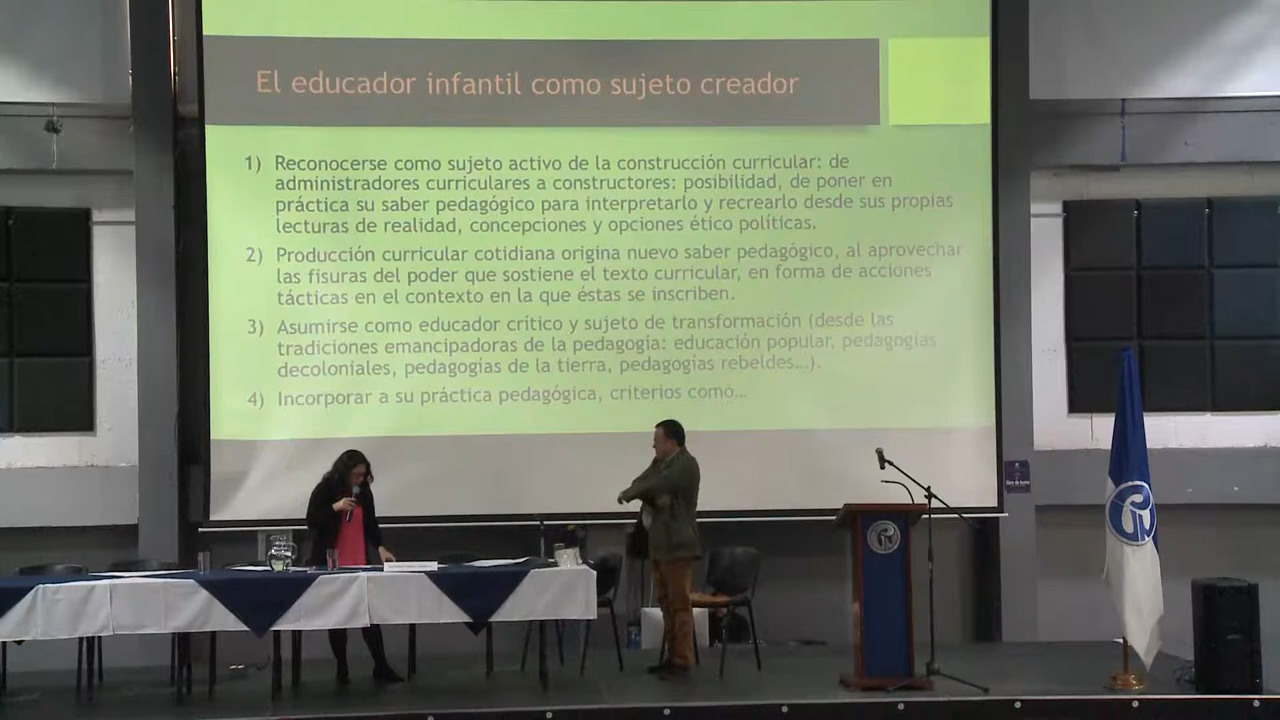 El educador infantil como sujeto creador
1) Reconocerse como sujeto activo de la construcción curricular: de
administradores curriculares a constructores: posibilidad, de poner en
práctica su saber pedagógico para interpretarlo y recrearlo desde sus propias
lecturas de realidad, concepciones y opciones ético políticas.
2) Producción curricular cotidiana origina nuevo saber pedagógico, al aprovechar
las fisuras del poder que sostiene el texto curricular, en forma de acciones
tácticas en el contexto en la que éstas se inscriben.
3) Asumirse como educador crítico y sujeto de transformación (desde las
tradiciones emancipadoras de la pedagogía: educación popular, pedagogías
decoloniales, pedagogías de la tierra, pedagogías rebeldes...).
4) Incorporar a su práctica pedagógica, criterios como...